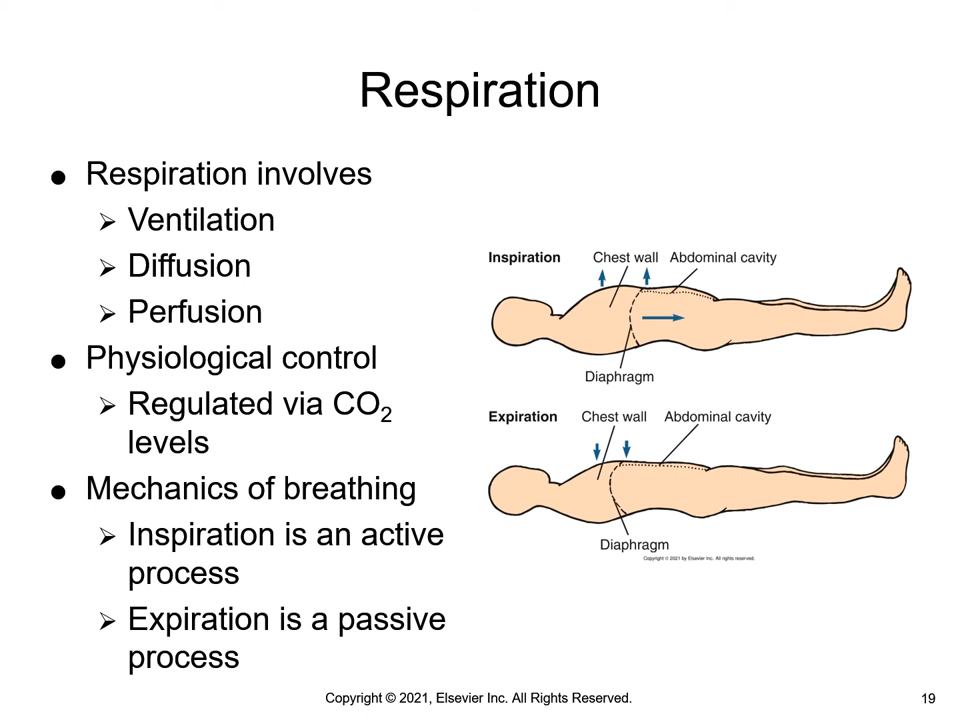 Respiration
● Respiration involves
➢ Ventilation
➢ Diffusion
➢ Perfusion
● Physiological control
➢ Regulated via CO₂
levels
● Mechanics of breathing
➢ Inspiration is an active
process
➢ Expiration is a passive
process
Inspiration Chest wall Abdominal cavity
Diaphragm
Expiration Chest wall Abdominal cavity
Diaphragm
Copyright © 2021 by Elsevier Inc. All rights reserved.
Copyright © 2021, Elsevier Inc. All Rights Reserved.
19